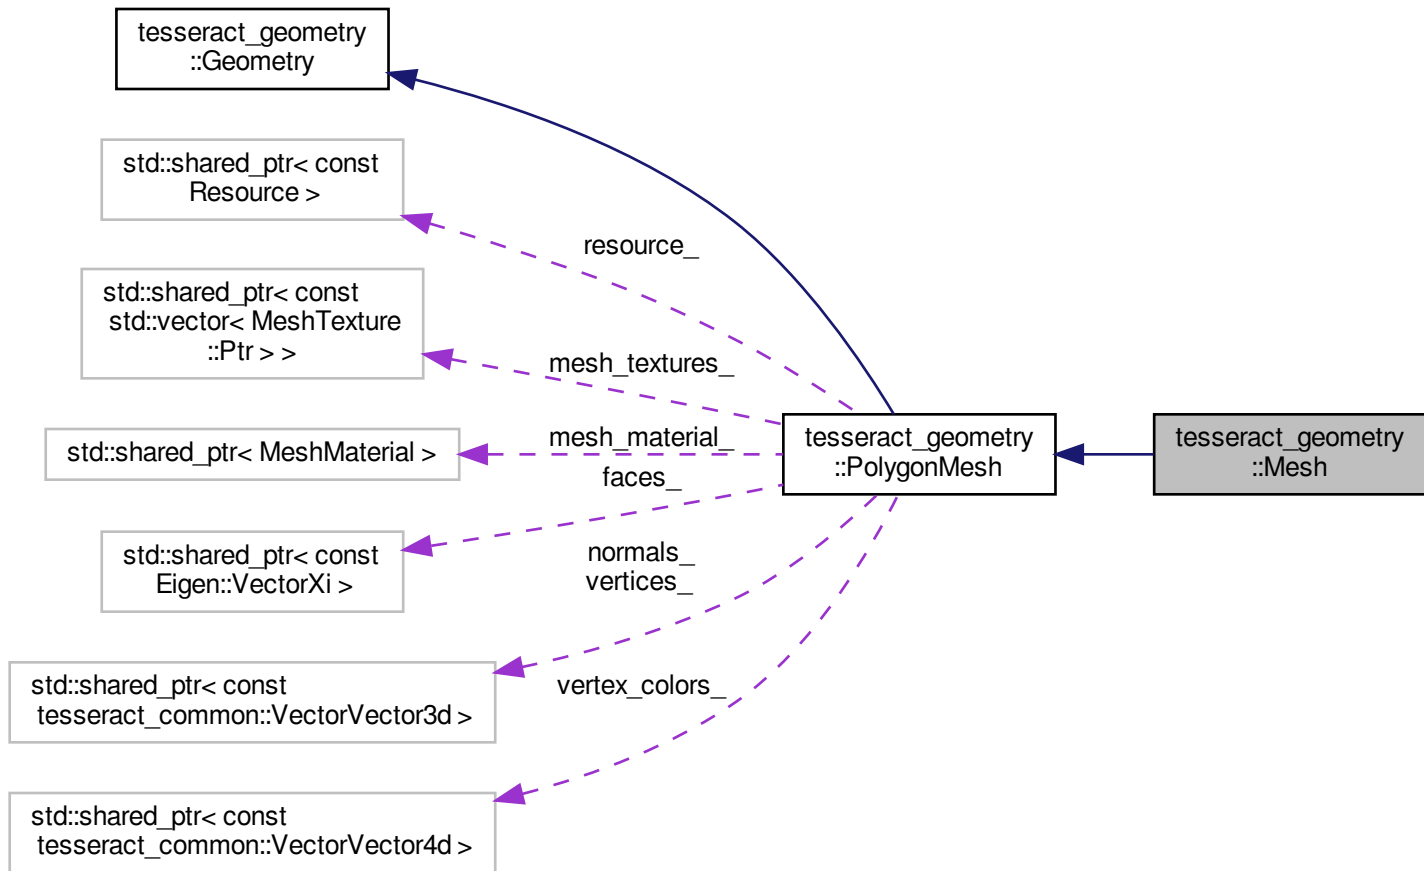 tesseract_geometry
::Geometry
std::shared_ptr< const
Resource >
resource_
std::shared_ptr< const
std::vector< MeshTexture
::Ptr > >
mesh_textures_
tesseract_geometry
::PolygonMesh
tesseract_geometry
::Mesh
std::shared_ptr< MeshMaterial >
mesh_material_
faces_
std::shared_ptr< const
Eigen::VectorXi >
normals_
vertices_
std::shared_ptr< const
tesseract_common::VectorVector3d >
vertex_colors_
std::shared_ptr< const
tesseract_common::VectorVector4d >